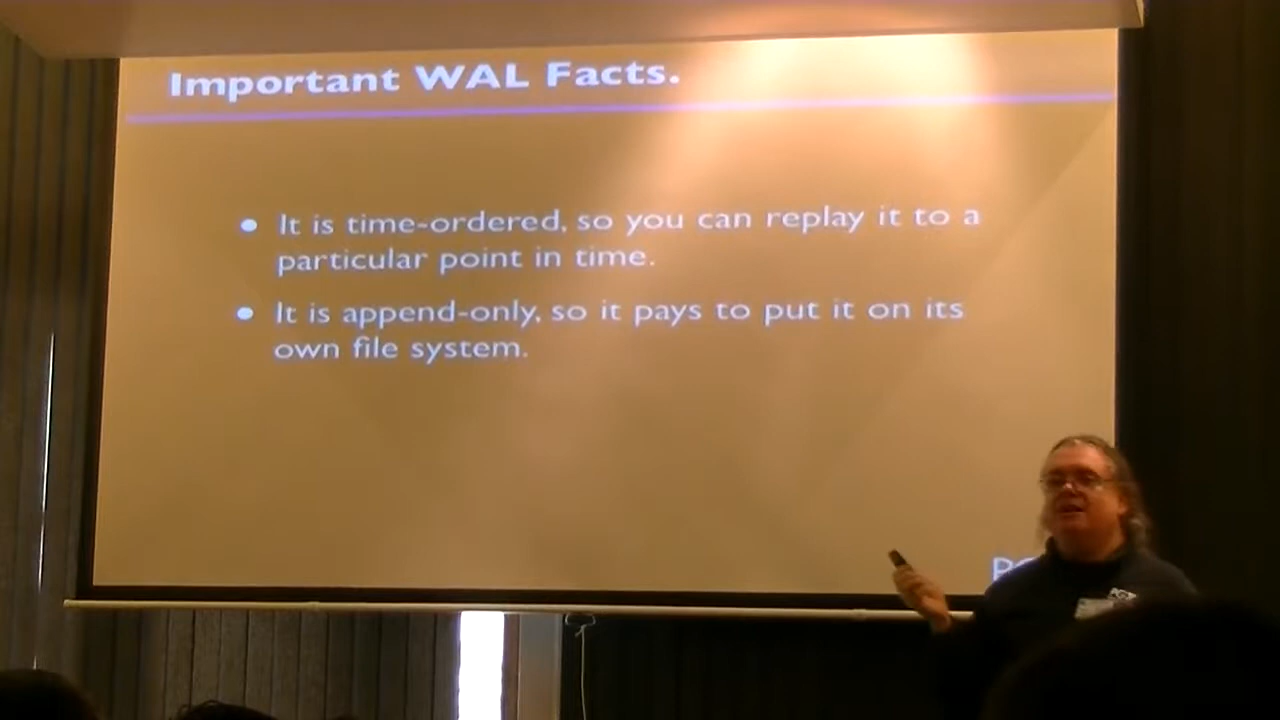 Important WAL Facts.
• It is time-ordered, so you can replay it to a
particular point in time.
• It is append-only, so it pays to put it on its
own file system.